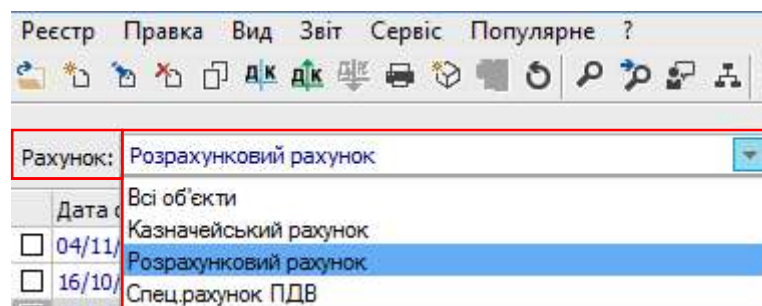 Реєстр Правка Вид Звіт Сервіс Популярне ?
Рахунок: Розрахунковий рахунок
Всі об'єкти
Дата
Казначейський рахунок
04/11/
Розрахунковий рахунок
16/10/
Спец.рахунок ПДВ